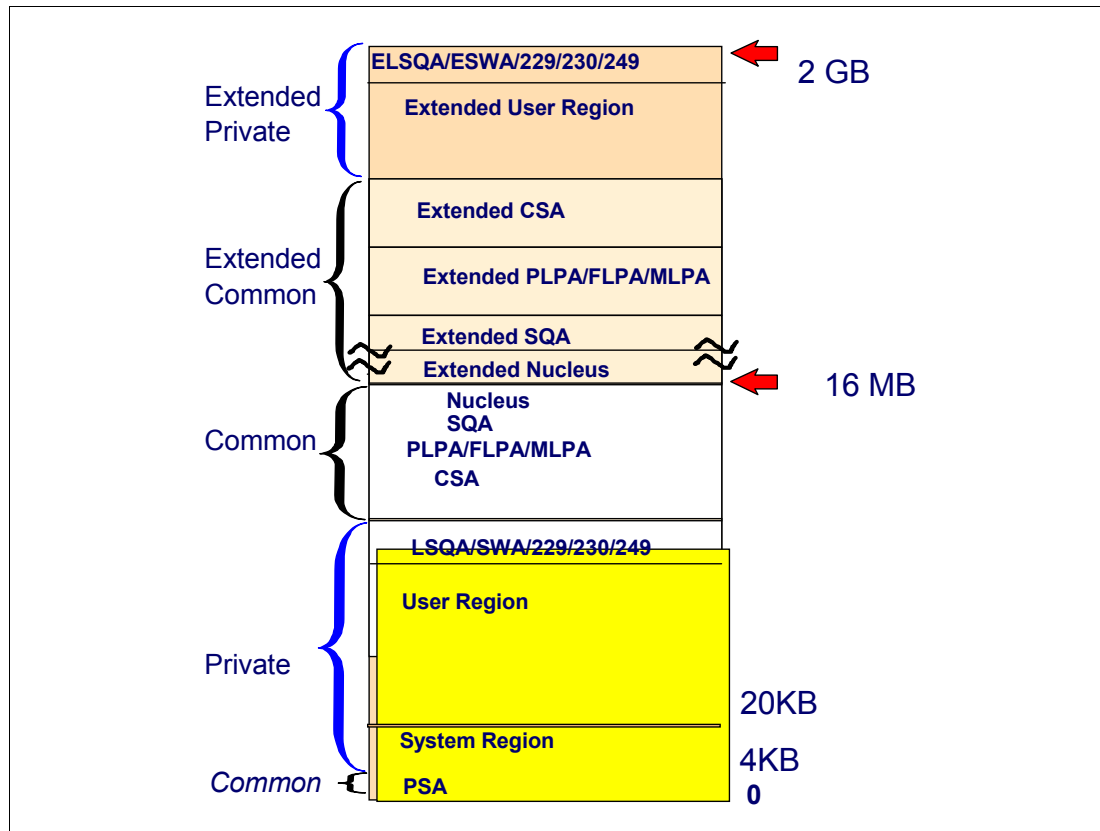 ELSQA/ESWA/229/230/249
2 GB
Extended
Private
Extended User Region
Extended CSA
Extended
Common
Extended PLPA/FLPA/MLPA
Extended SQA
Extended Nucleus
16 MB
Nucleus
SQA
Common
PLPA/FLPA/MLPA
CSA
LSQA/SWA/229/230/249
User Region
Private
20KB
System Region
4KB
Common
PSA
0